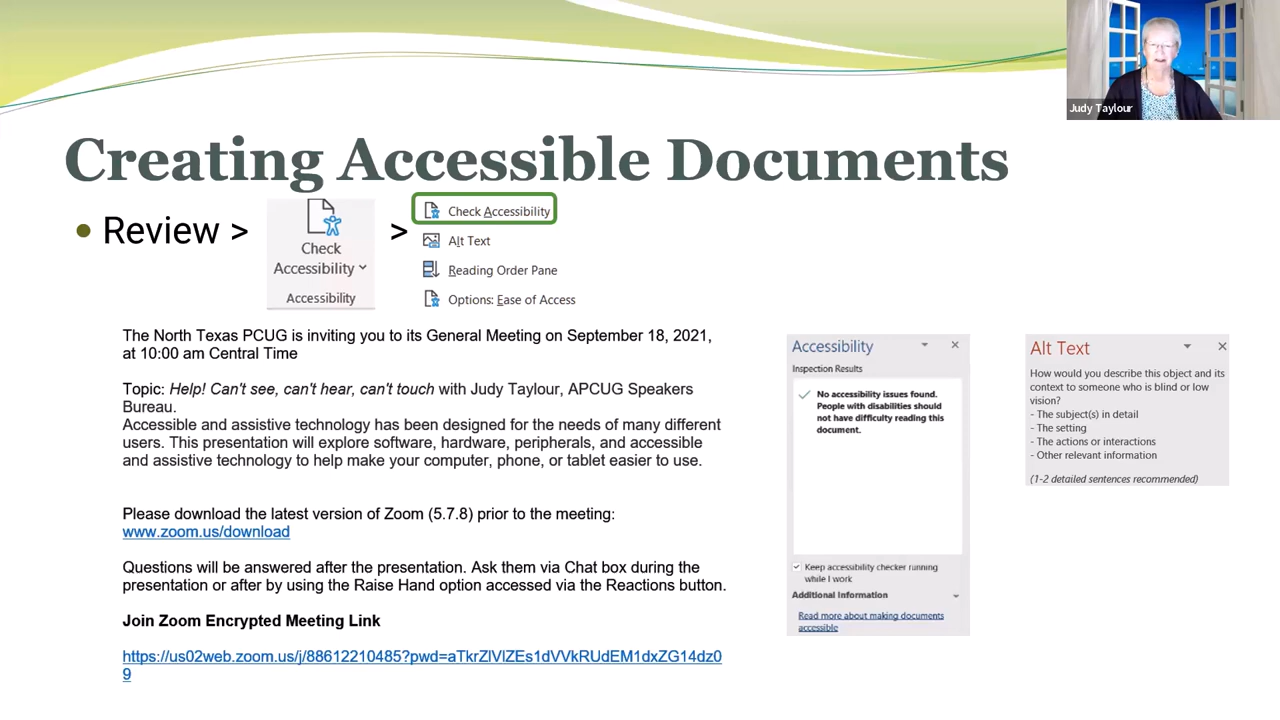 Judy Taylour
Creating Accessible Documents
• Review >
Check
Accessibility
Accessibility
>
Check Accessibility
Alt Text
Reading Order Pane
Options: Ease of Access
The North Texas PCUG is inviting you to its General Meeting on September 18, 2021,
at 10:00 am Central Time
Topic: Help! Can't see, can't hear, can't touch with Judy Taylour, APCUG Speakers
Bureau.
Accessible and assistive technology has been designed for the needs of many different
users. This presentation will explore software, hardware, peripherals, and accessible
and assistive technology to help make your computer, phone, or tablet easier to use.
Please download the latest version of Zoom (5.7.8) prior to the meeting:
www.zoom.us/download
Questions will be answered after the presentation. Ask them via Chat box during the
presentation or after by using the Raise Hand option accessed via the Reactions button.
Join Zoom Encrypted Meeting Link
https://us02web.zoom.us/j/88612210485?pwd=aTkrZlVlZEs1dVVkRUdEM1dxZG14dz0
9
Accessibility
Inspection Results
No accessibility issues found.
People with disabilities should
not have difficulty reading this
document.
Keep accessibility checker running
while I work
Additional Information
Read more about making documents
accessible
Alt Text
How would you describe this object and its
context to someone who is blind or low
vision?
- The subject(s) in detail
- The setting
- The actions or interactions
- Other relevant information
(1-2 detailed sentences recommended)